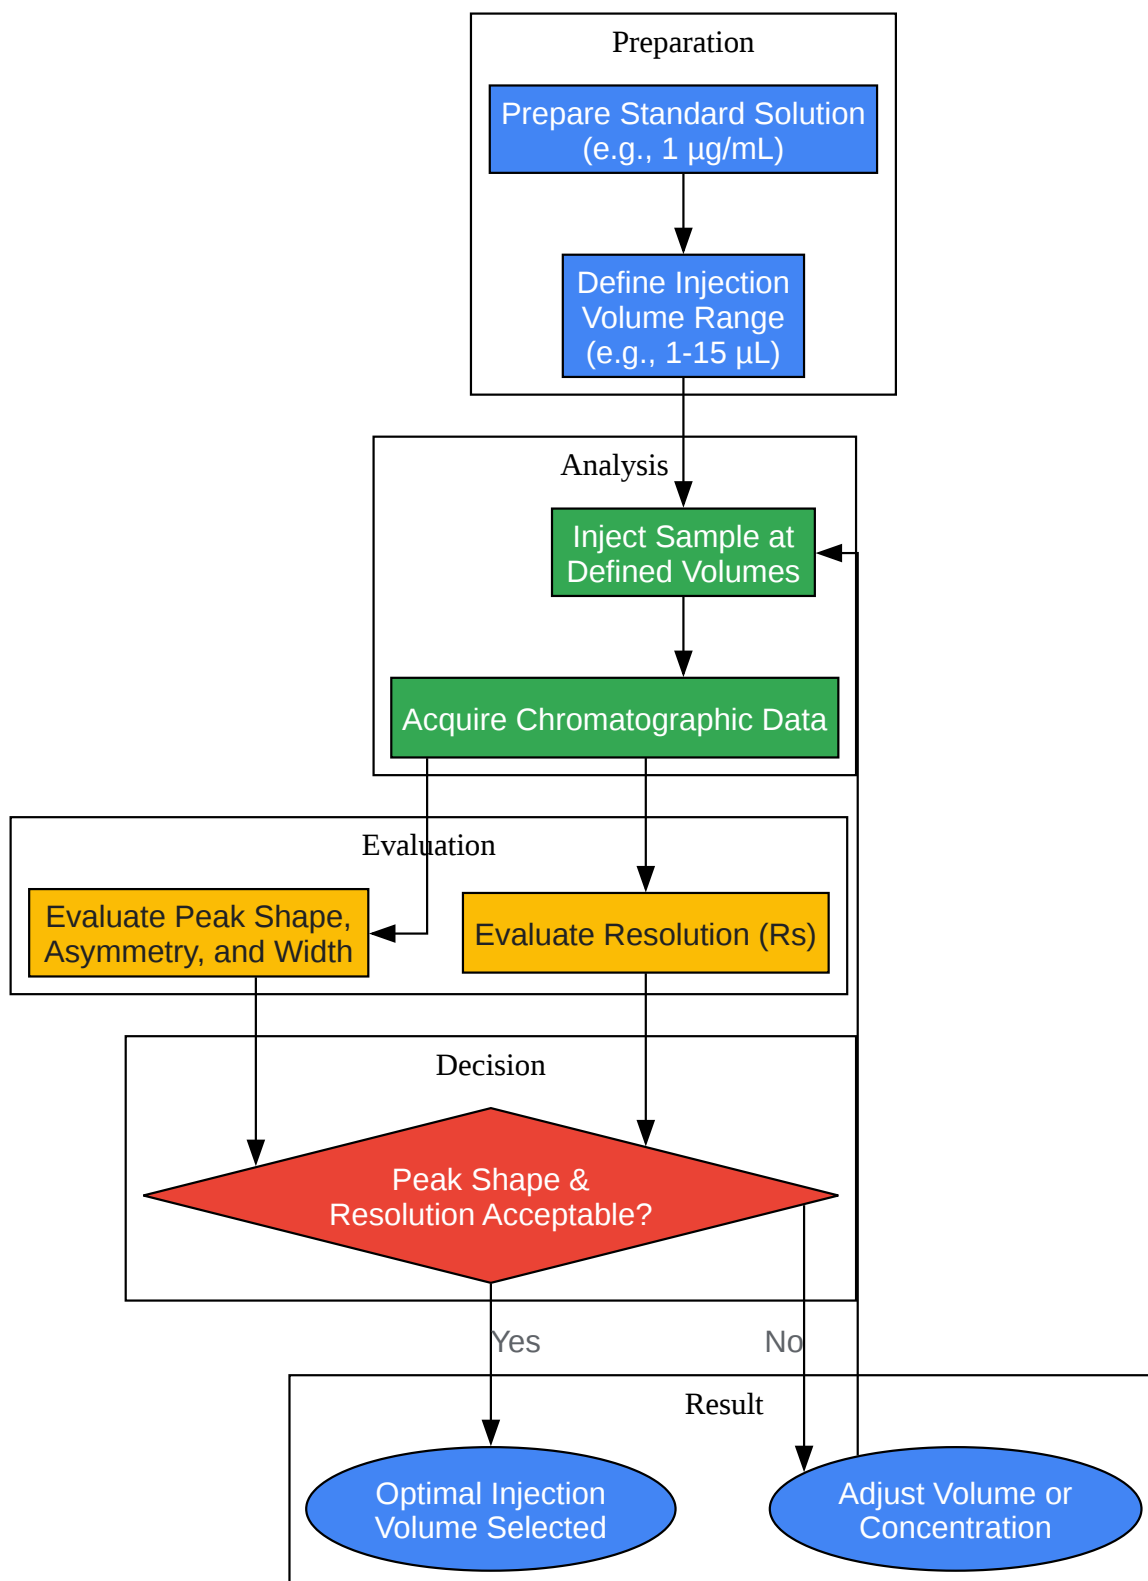 Preparation
Prepare Standard Solution
(e.g., 1 µg/mL)
Define Injection
Volume Range
(e.g., 1-15 µL)
Analysis
Inject Sample at
Defined Volumes
Acquire Chromatographic Data
Evaluation
Evaluate Peak Shape,
Asymmetry, and Width
Evaluate Resolution (Rs)
Decision
Peak Shape &
Resolution Acceptable?
Yes
No
Result
Optimal Injection
Volume Selected
Adjust Volume or
Concentration